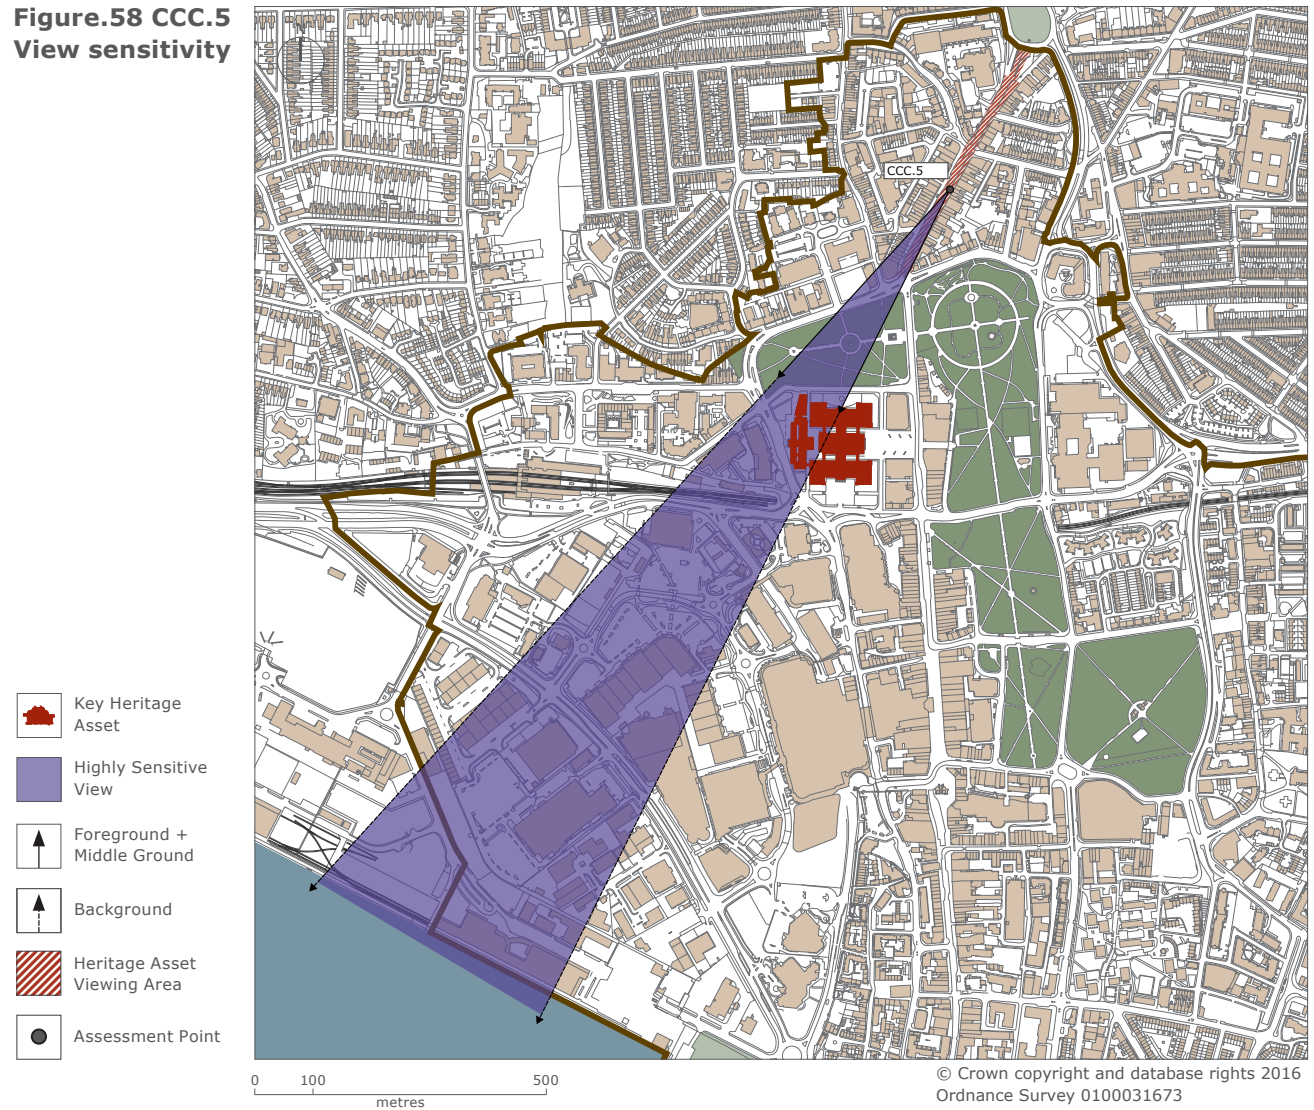 Figure.58 CCC.5
View sensitivity
CCC.5
Key Heritage
Asset
Highly Sensitive
View
Foreground +
Middle Ground
Background
Heritage Asset
Viewing Area
Assessment Point
0 100 500
metres
© Crown copyright and database rights 2016
Ordnance Survey 0100031673